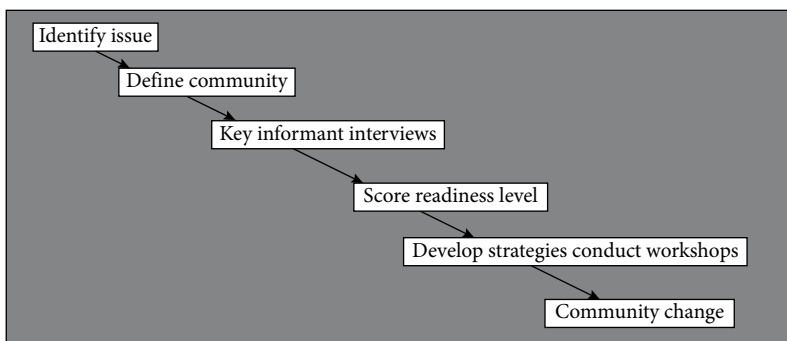 Identify issue
Define community
Key informant interviews
Score readiness level
Develop strategies conduct workshops
Community change